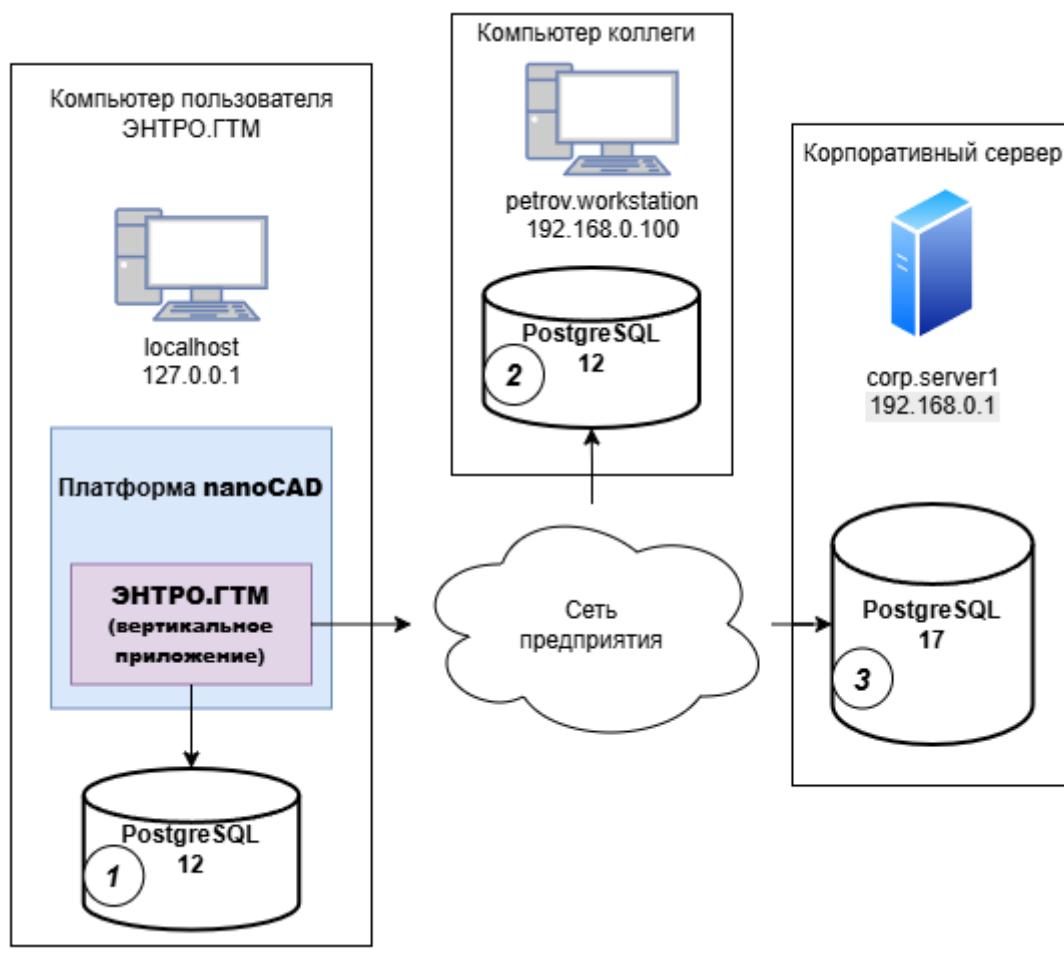 Компьютер пользователя
ЭНТРО.ГТМ
localhost
127.0.0.1
Платформа nanoCAD
ЭНТРО.ГТМ
(вертикальное
приложение)
PostgreSQL
12
1
Компьютер коллеги
petrov.workstation
192.168.0.100
PostgreSQL
12
2
Сеть
предприятия
Корпоративный сервер
corp.server1
192.168.0.1
PostgreSQL
17
3